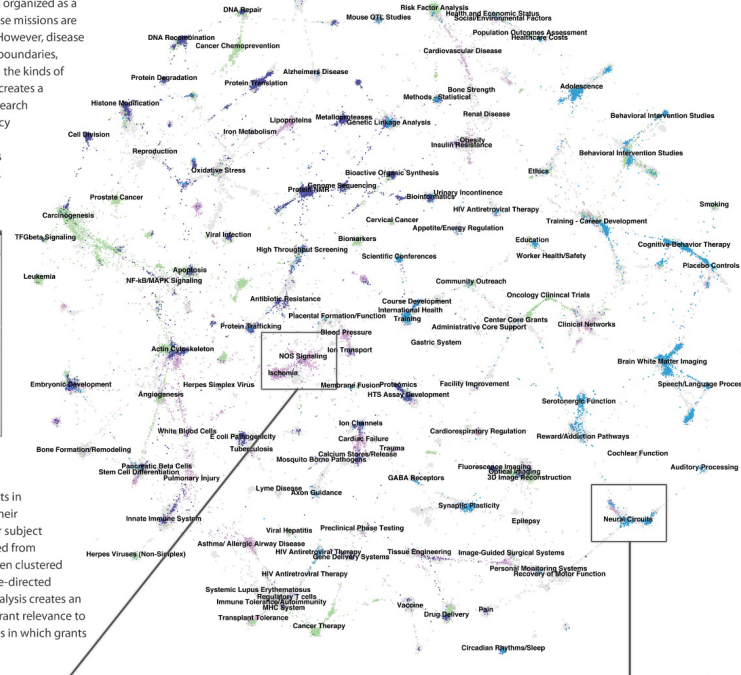 s organized as a
se missions are
However, disease
boundaries,
the kinds of
creates a
earch
cy
s
ts in
heir
r subject
ed from
en clustered
e-directed
alysis creates an
rant relevance to
s in which grants
DNA Repair
Risk Factor Analysis
Health and Economic Status
Social/Environmental Factors
Mouse QTL Studies
Population Outcomes Assessment
Healthcare Costs
DNA Recombination
Cancer Chemoprevention
Cardiovascular Disease
Alzheimers Disease
Protein Degradation
Protein Translation
Adolescence
Bone Strength
Methods - Statistical
Histone Modification
Lipoproteins
Metalloproteases
Genetic Linkage Analysis
Renal Disease
Behavioral Intervention Studies
Iron Metabolism
Cell Division
Obesity
Insulin Resistance
Reproduction
Behavioral Intervention Studies
Oxidative Stress
Bioactive Organic Synthesis
Ethics
Genome Sequencing
Protein NMR
Urinary Incontinence
Bioinformatics
Prostate Cancer
Smoking
HIV Antiretroviral Therapy
Carcinogenesis
Cervical Cancer
Training - Career Development
Appetite/Energy Regulation
TFGbeta Signaling
Viral Infection
Biomarkers
Education
Cognitive Behavior Therapy
High Throughput Screening
Scientific Conferences
Worker Health/Safety
Placebo Controls
Leukemia
Apoptosis
NF-kB/MAPK Signaling
Community Outreach
Oncology Clinincal Trials
Antibiotic Resistance
Course Development
International Health
Training
Placental Formation/Function
Center Core Grants
Clinical Networks
Protein Trafficking
Administrative Core Support
Blood Pressure
Gastric System
Actin Cytoskeleton
Ion Transport
NOS Signaling
Brain White Matter Imaging
Ischemia
Embryonic Development
Herpes Simplex Virus
Membrane Fusion
Proteomics
Facility Improvement
Speech/Language Proces
Angiogenesis
HTS Assay Development
Serotonergic Function
Ion Channels
White Blood Cells
E coli Pathogenicity
Cardiac Failure
Cardiorespiratory Regulation
Reward/Addiction Pathways
Bone Formation/Remodeling
Tuberculosis
Trauma
Calcium Stores/Release
Mosquito Borne Pathogens
Cochlear Function
Pancreatic Beta Cells
Stem Cell Differentiation
Fluorescence Imaging
Optical Imaging
Auditory Processing
Pulmonary Injury
GABA Receptors
3D Image Reconstruction
Lyme Disease
Axon Guidance
Synaptic Plasticity
Innate Immune System
Epilepsy
Neural Circuits
Viral Hepatitis
Preclinical Phase Testing
Asthma/ Allergic Airway Disease
Herpes Viruses (Non-Simplex)
HIV Antiretroviral Therapy
Gene Delivery Systems
Tissue Engineering
Image-Guided Surgical Systems
Personal Monitoring Systems
Recovery of Motor Function
HIV Antiretroviral Therapy
Systemic Lupus Erythematosus
Regulatory T cells
Immune Tolerance/Autoimmunity
MHC System
Vaccine
Pain
Drug Delivery
Transplant Tolerance
Cancer Therapy
Circadian Rhythms/Sleep